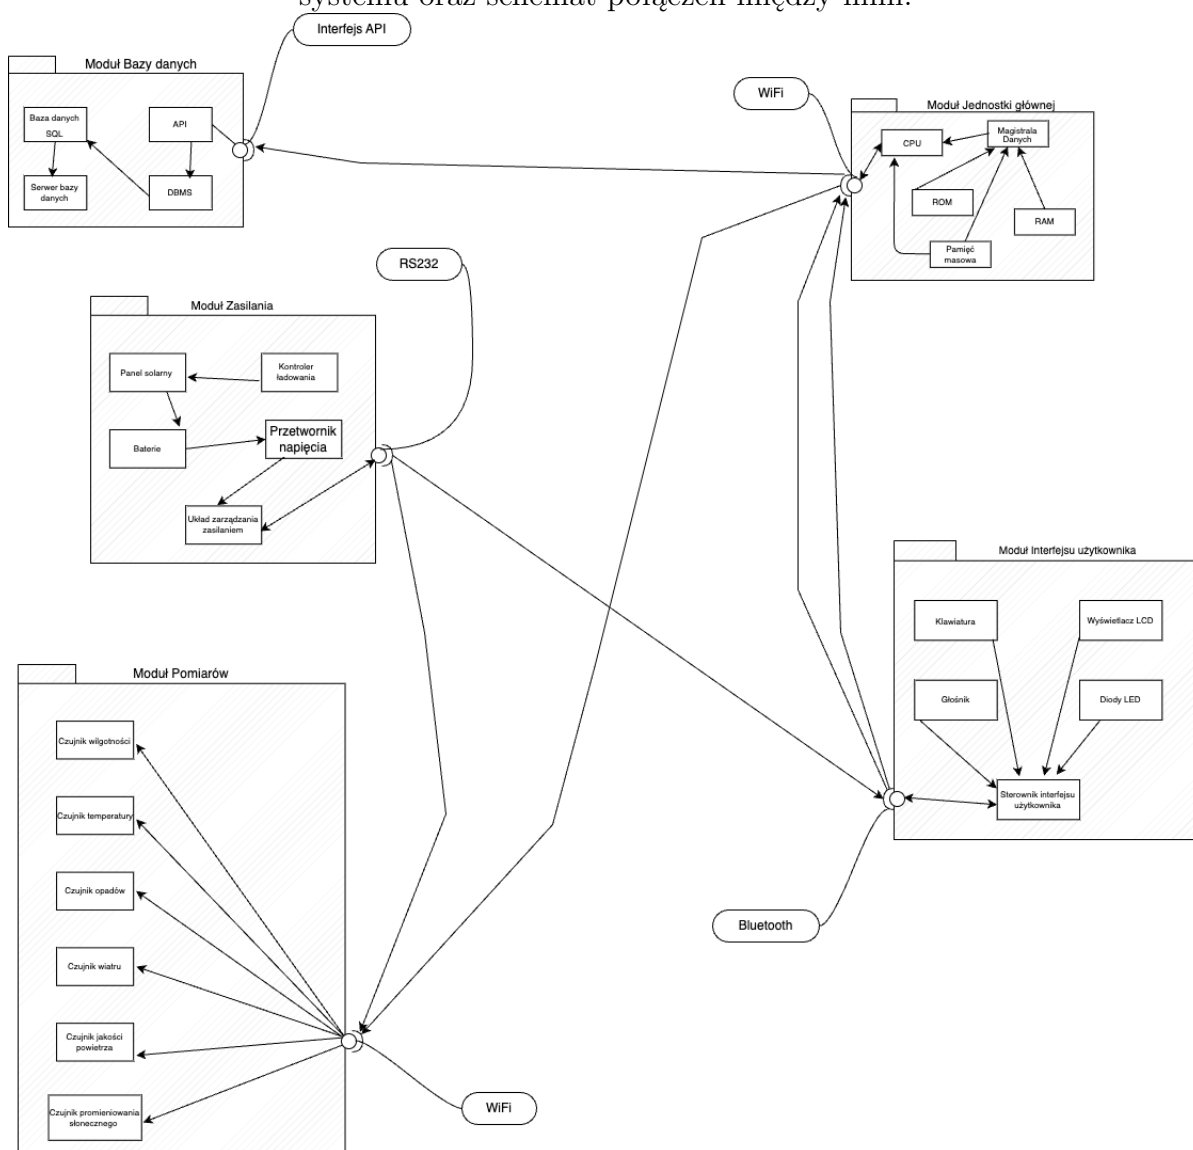 systemu oraz schemat połączeń między nimi.
Interfejs API
Moduł Bazy danych
Baza danych
SQL
API
Serwer bazy
danych
DBMS
WiFi
Moduł Jednostki głównej
CPU
Magistrala
Danych
ROM
RAM
Pamięć
masowa
RS232
Moduł Zasilania
Panel solarny
Kontroler
ładowania
Baterie
Przetwornik
napięcia
Układ zarządzania
zasilaniem
Moduł Interfejsu użytkownika
Klawiatura
Wyświetlacz LCD
Głośnik
Diody LED
Sterownik interfejsu
użytkownika
Bluetooth
Moduł Pomiarów
Czujnik wilgotności
Czujnik temperatury
Czujnik opadów
Czujnik wiatru
Czujnik jakości
powietrza
Czujnik promieniowania
słonecznego
WiFi